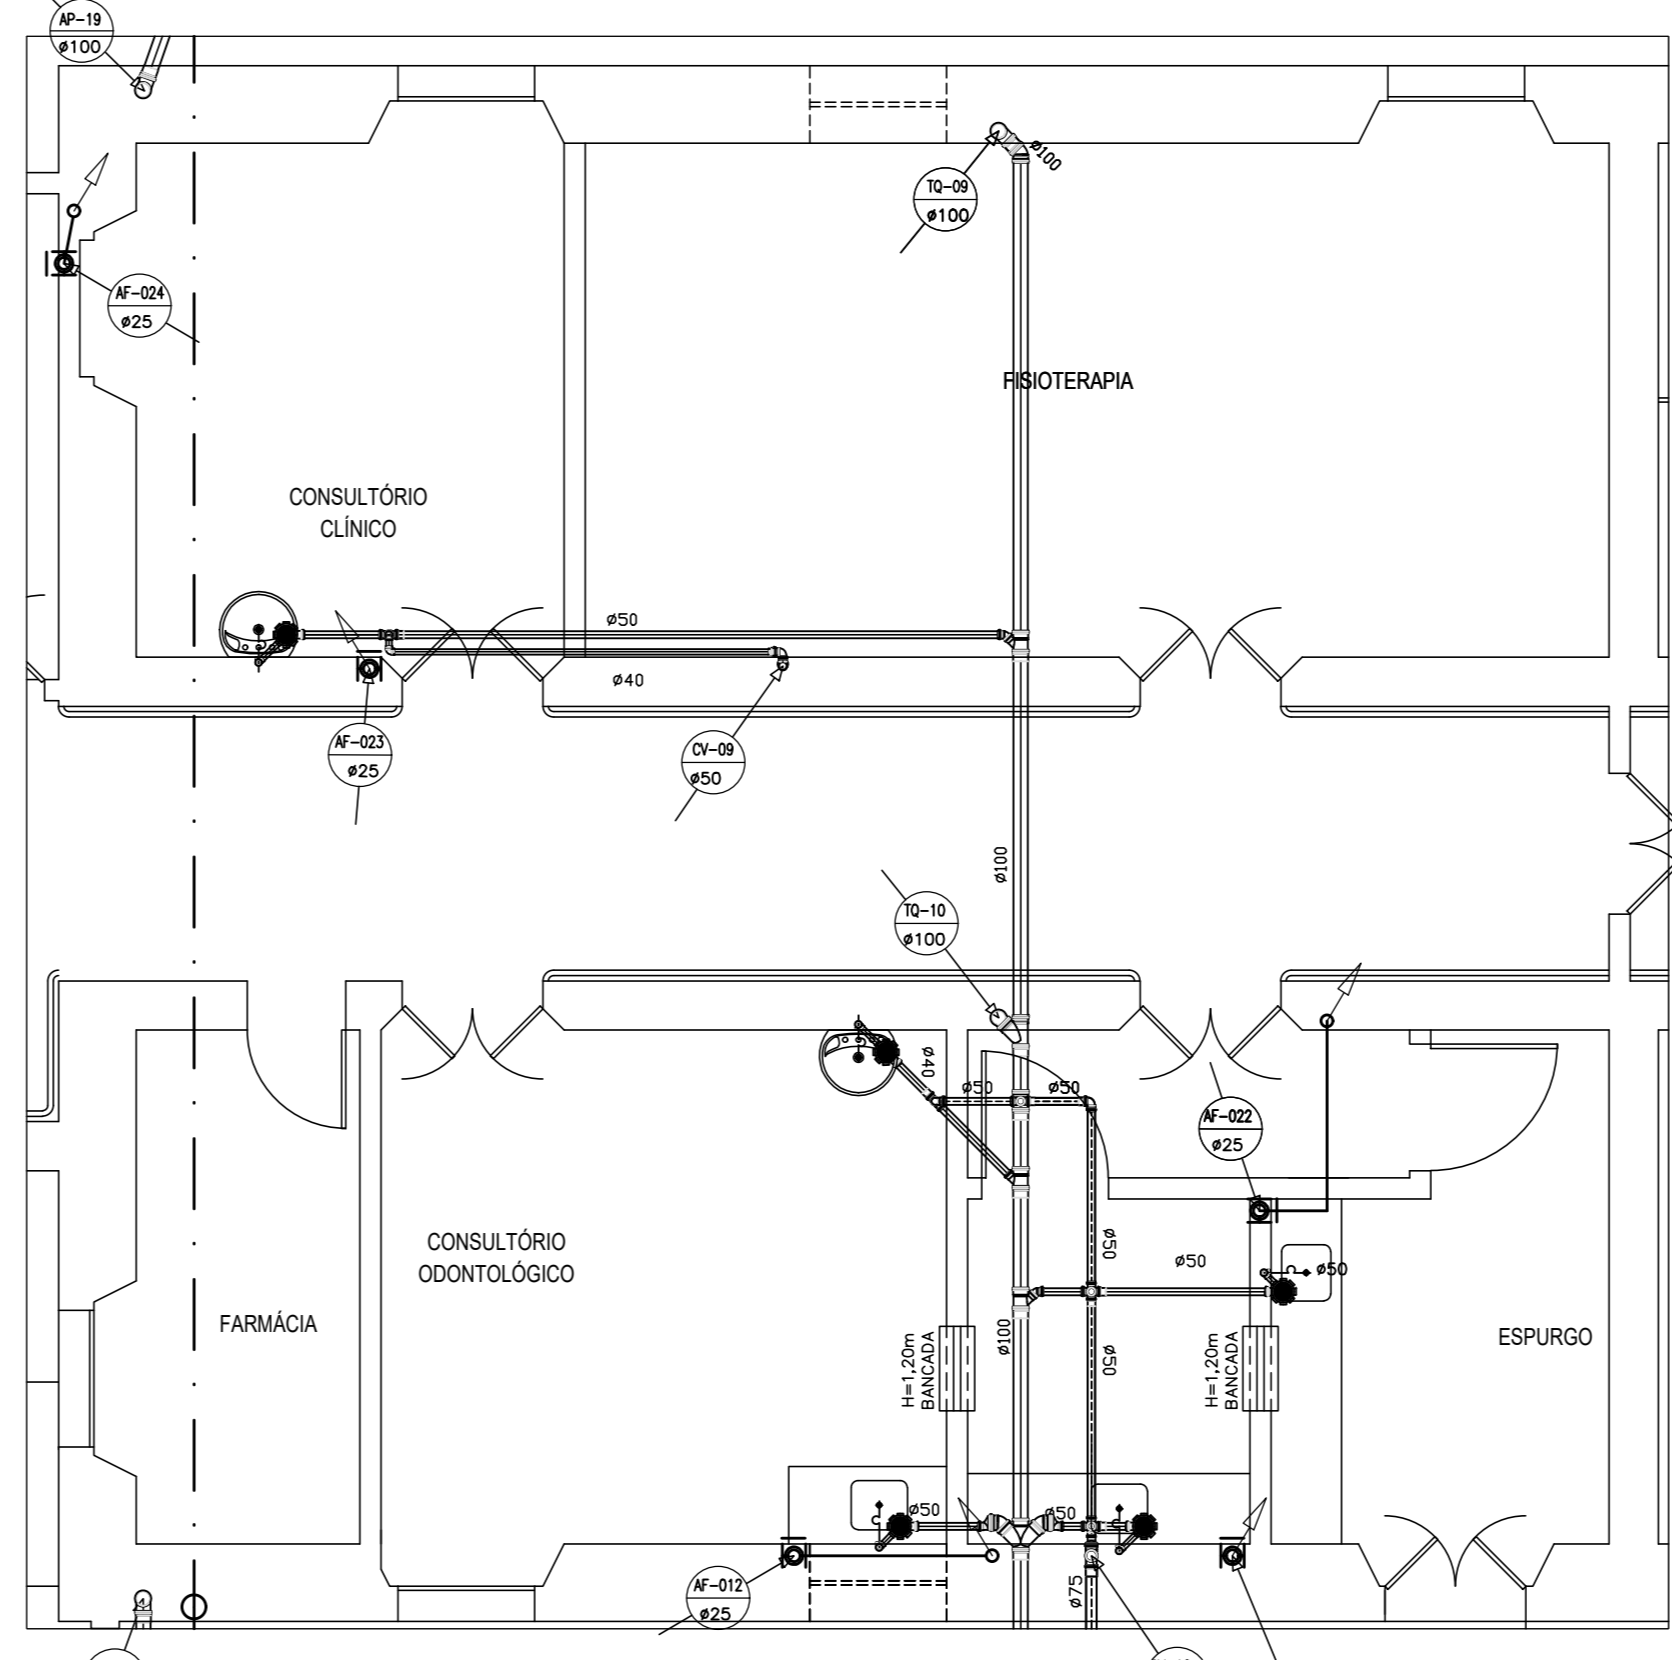 AP-19
ø100
ø100
TQ-09
ø100
AF-024
ø25
FISIOTERAPIA
CONSULTÓRIO
CLÍNICO
ø50
ø40
AF-023
ø25
CV-09
ø50
ø100
TQ-10
ø100
ø40
ø50
ø50
AF-022
ø25
CONSULTÓRIO
ODONTOLÓGICO
ø50
ø50
ø50
FARMÁCIA
ø100
ø50
H=1,20m
BANCADA
H=1,20m
BANCADA
ESPURGO
ø50
ø50
AF-012
ø25
ø75